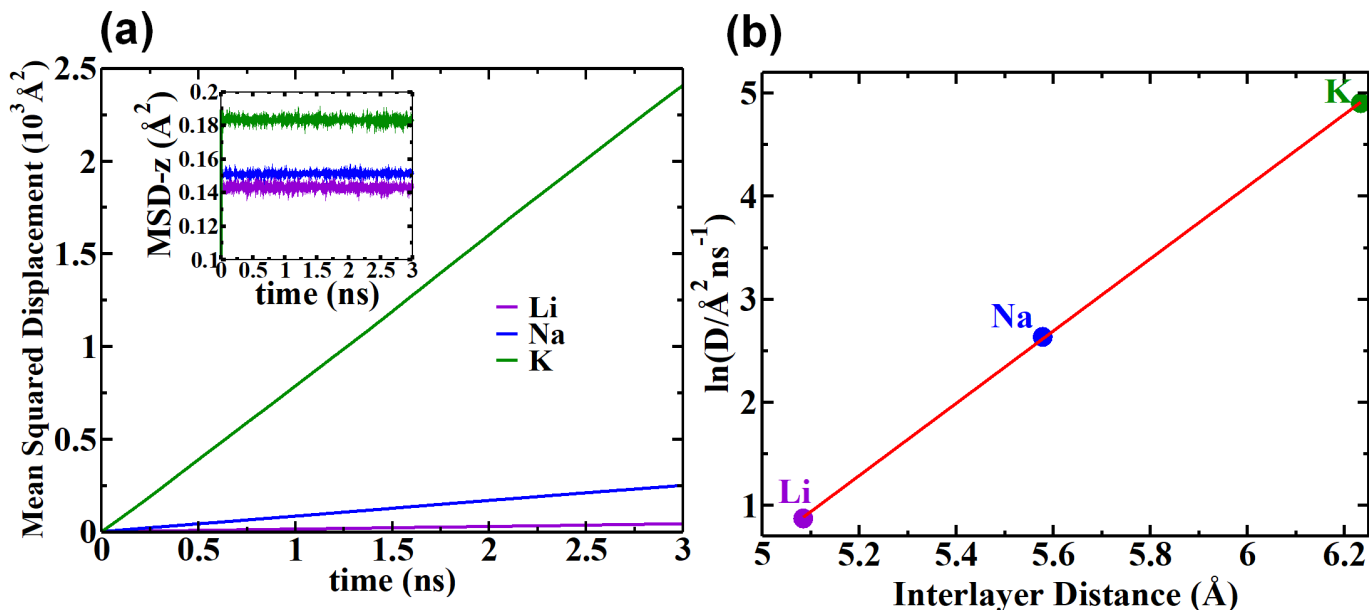 (a)
Mean Squared Displacement (10³ Å²)
2.5
2
1.5
1
0.5
0
0 0.5 1 1.5 2 2.5 3
time (ns)
MSD-z (Å²)
0.2
0.18
0.16
0.14
0.12
0.1
0 0.5 1 1.5 2 2.5 3
time (ns)
Li
Na
K
(b)
ln(D/Å²ns⁻¹)
5
4
3
2
1
K
Na
Li
5 5.2 5.4 5.6 5.8 6 6.2
Interlayer Distance (Å)